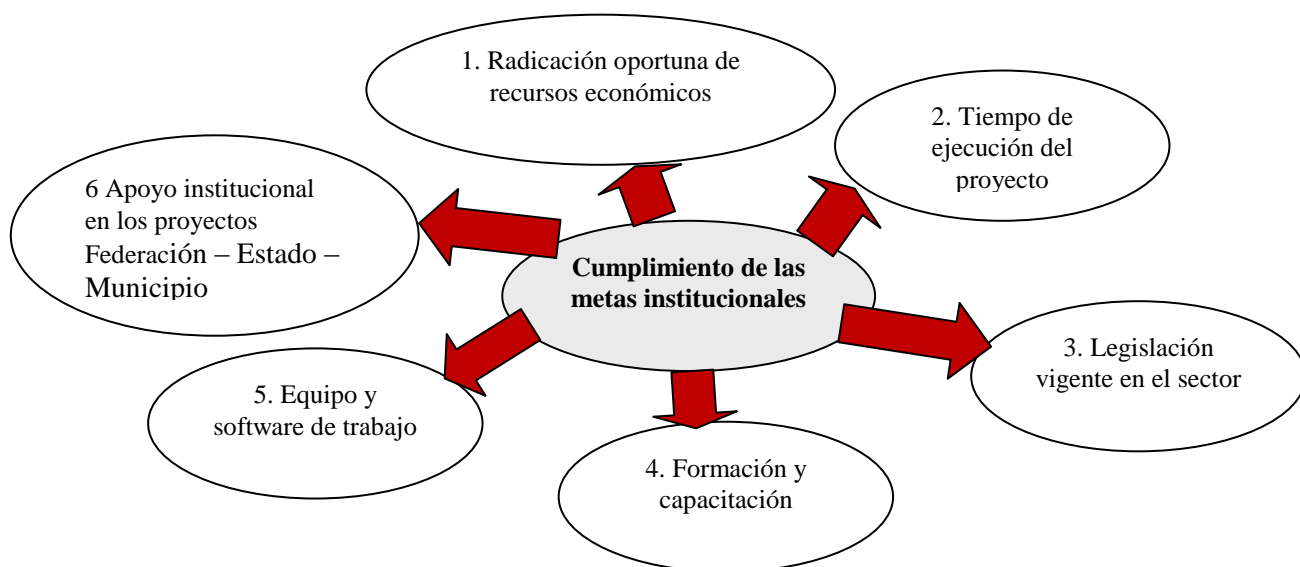 1. Radicación oportuna de
recursos económicos
2. Tiempo de
ejecución del
proyecto
6 Apoyo institucional
en los proyectos
Federación – Estado –
Municipio
Cumplimiento de las
metas institucionales
3. Legislación
vigente en el sector
5. Equipo y
software de trabajo
4. Formación y
capacitación